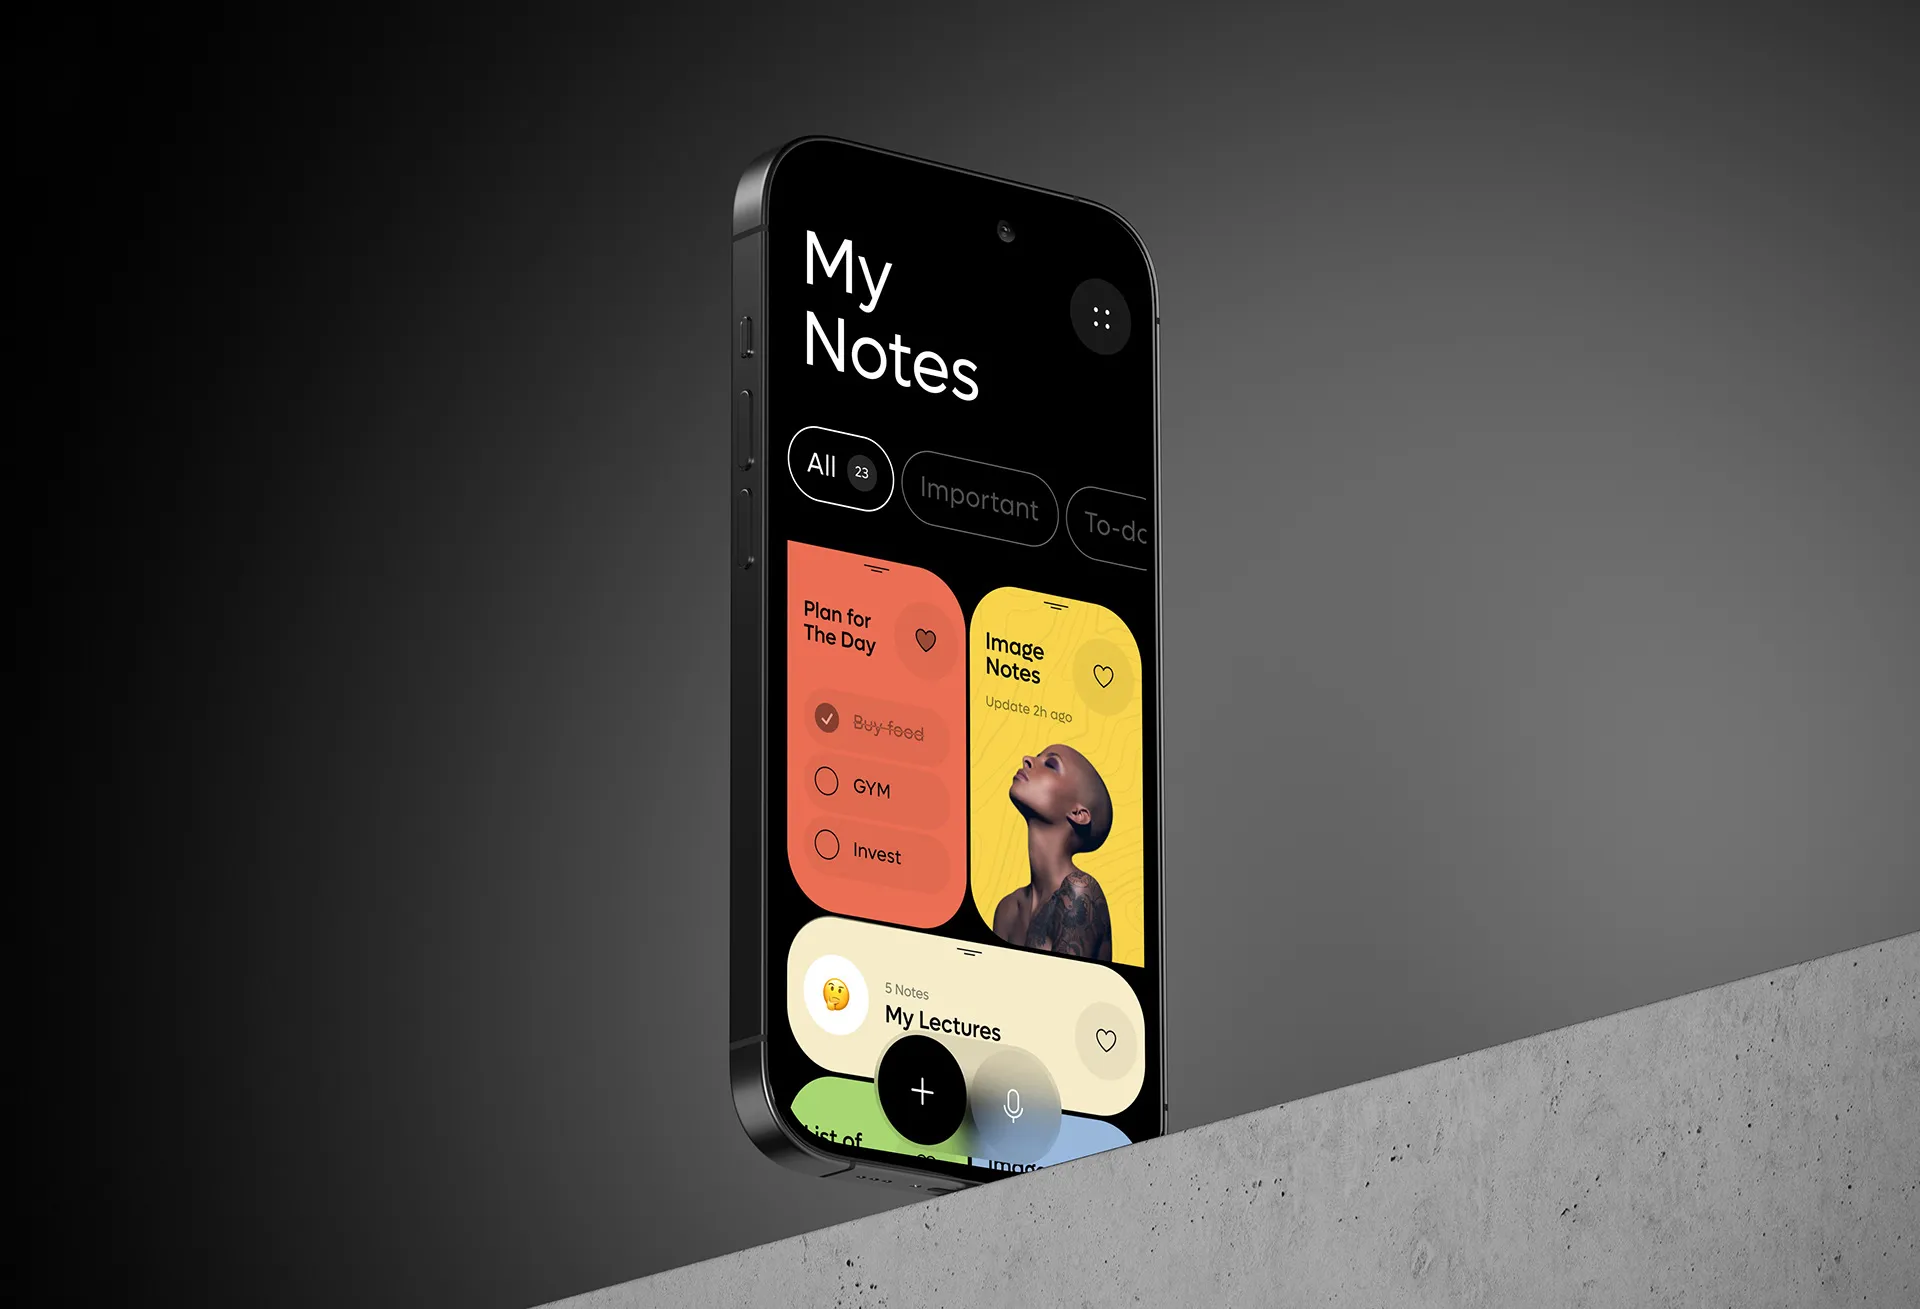 My
Notes
All 23
Important
To-do
Plan for
The Day
Buy food
GYM
Invest
Image
Notes
Update 2h ago
5 Notes
My Lectures
List of
Image